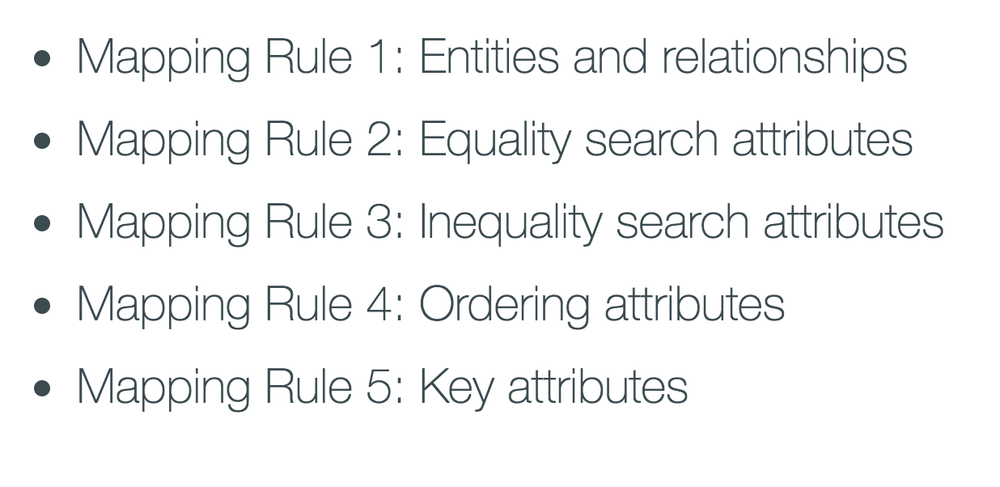 • Mapping Rule 1: Entities and relationships
• Mapping Rule 2: Equality search attributes
• Mapping Rule 3: Inequality search attributes
• Mapping Rule 4: Ordering attributes
• Mapping Rule 5: Key attributes